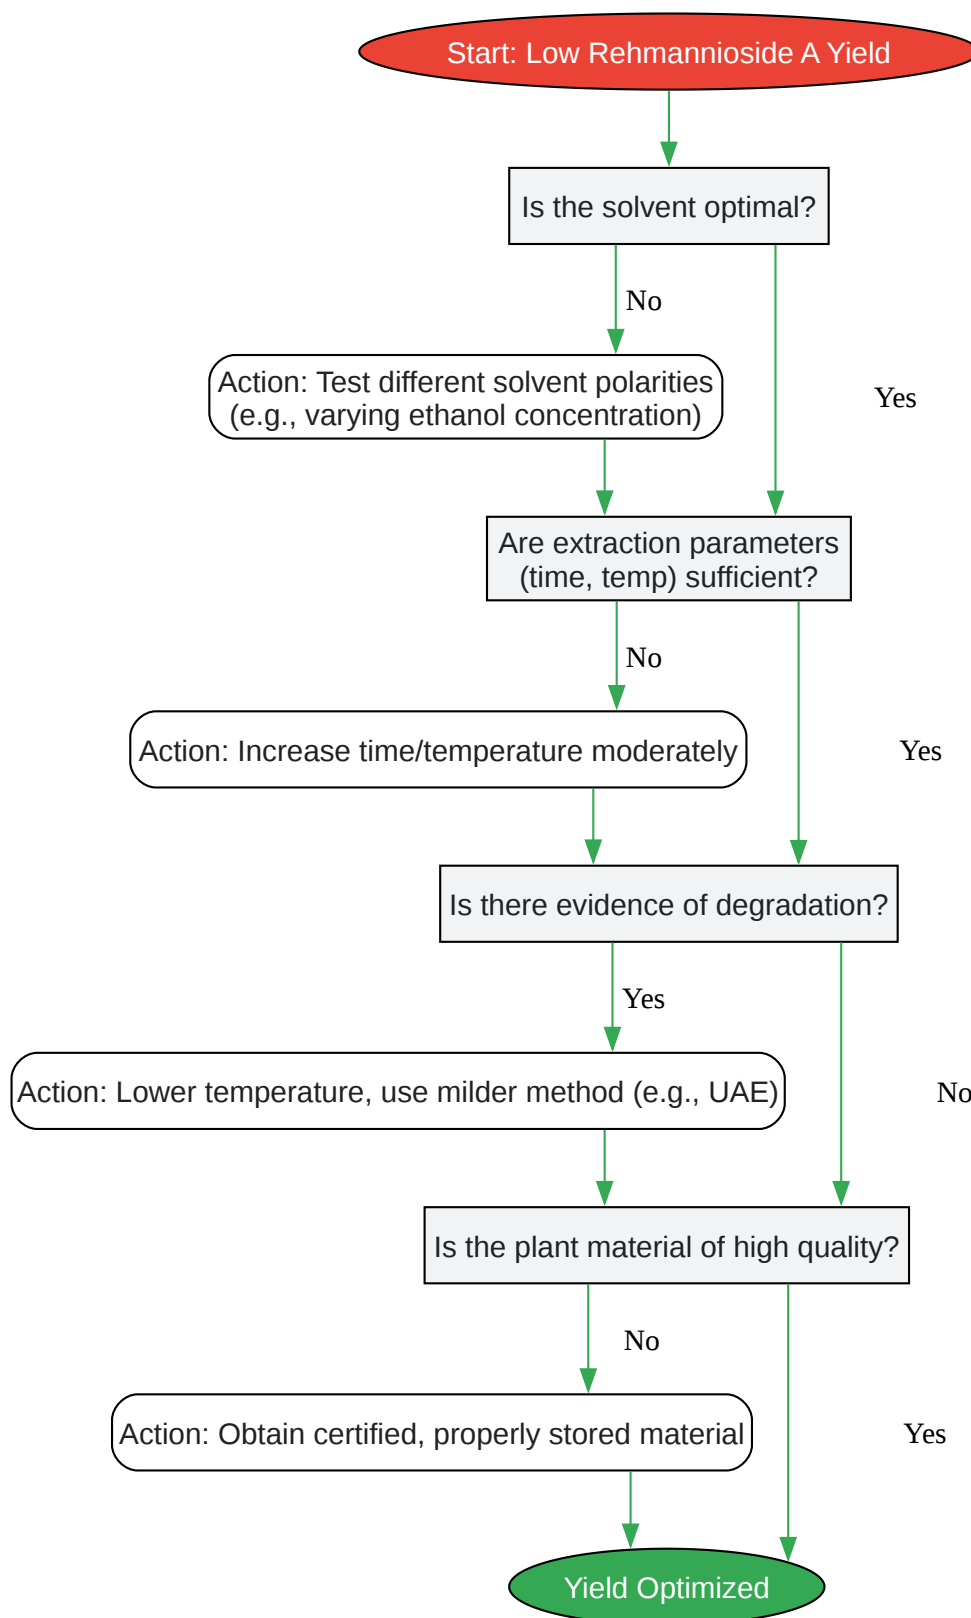 Start: Low Rehmannioside A Yield
Is the solvent optimal?
No
Action: Test different solvent polarities
(e.g., varying ethanol concentration)
Yes
Are extraction parameters
(time, temp) sufficient?
No
Action: Increase time/temperature moderately
Yes
Is there evidence of degradation?
Yes
Action: Lower temperature, use milder method (e.g., UAE)
No
Is the plant material of high quality?
No
Action: Obtain certified, properly stored material
Yes
Yield Optimized